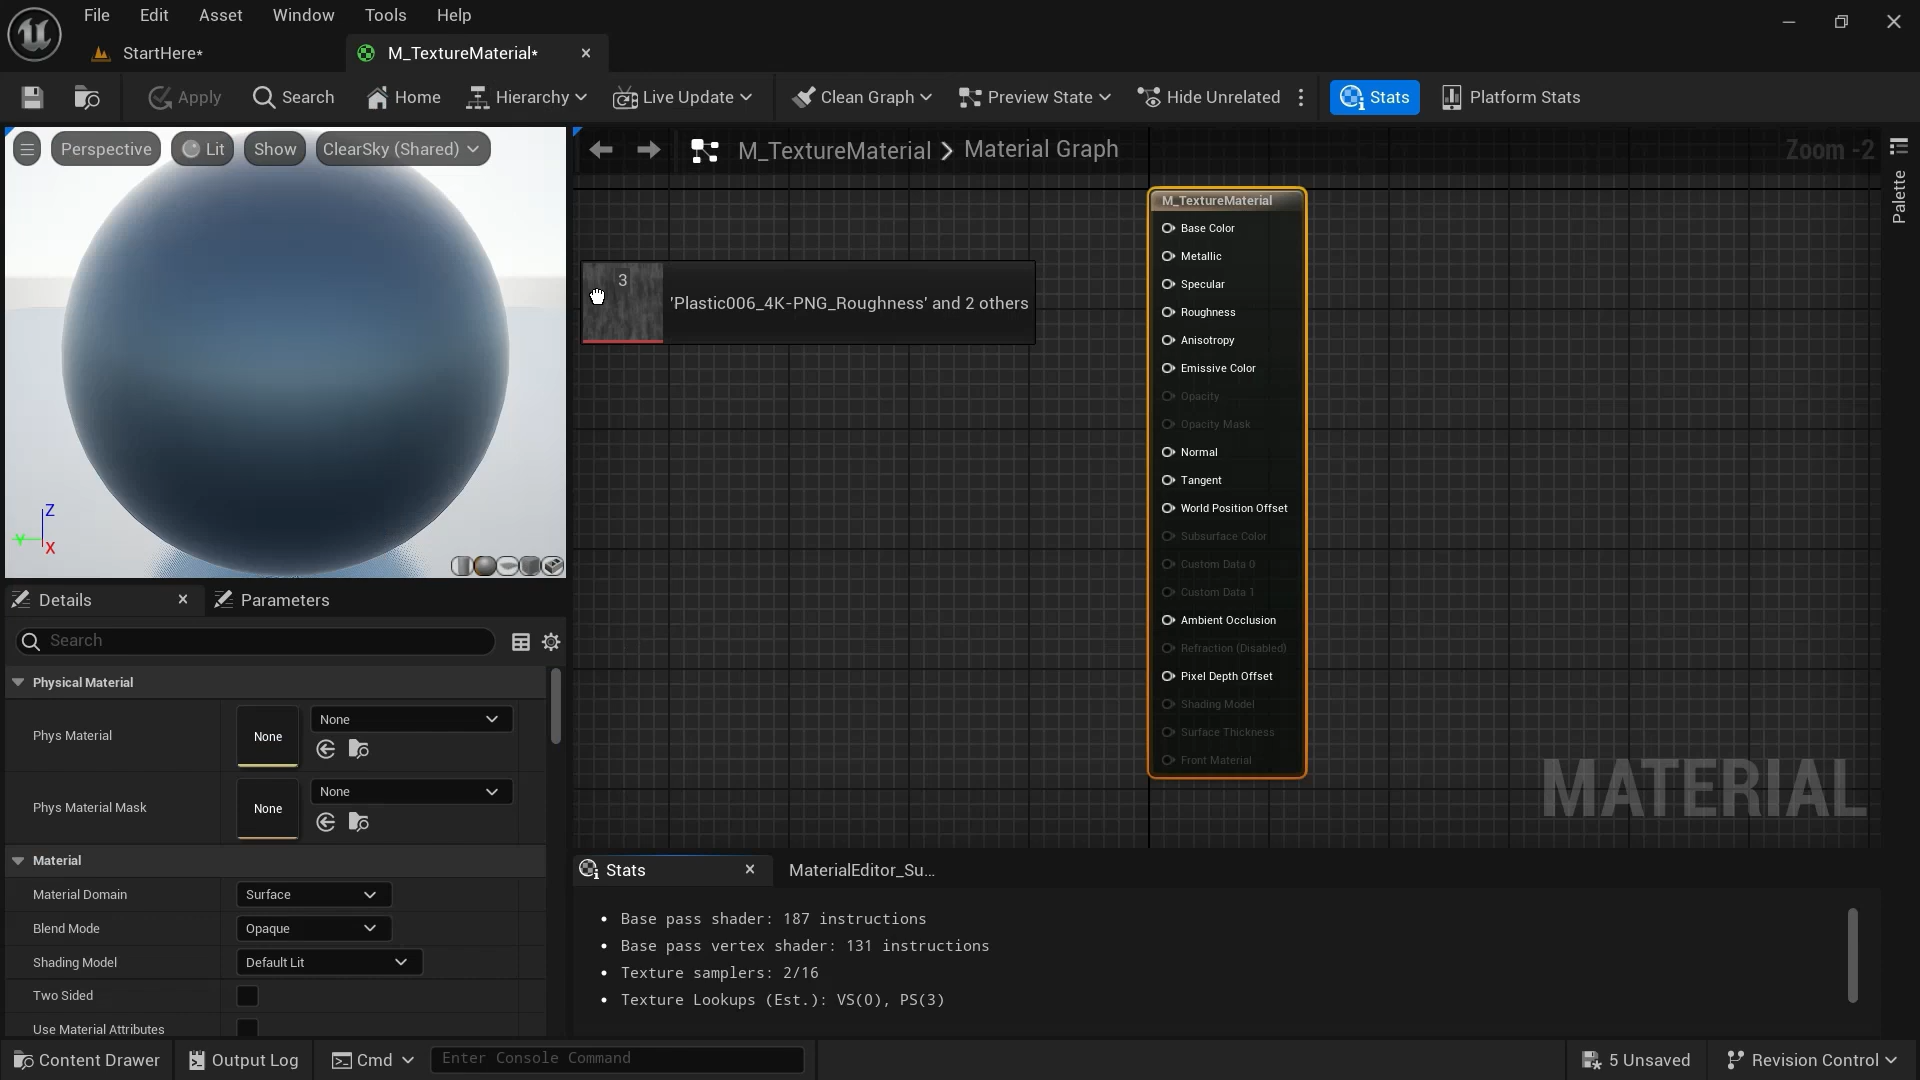 File Edit Asset Window Tools Help
StartHere* M_TextureMaterial*
Apply Search Home Hierarchy Live Update Clean Graph Preview State Hide Unrelated Stats Platform Stats
Perspective Lit Show ClearSky (Shared)
M_TextureMaterial Material Graph Zoom -2
Palette
M_TextureMaterial
Base Color
Metallic
Specular
Roughness
Anisotropy
Emissive Color
Opacity
Opacity Mask
Normal
Tangent
World Position Offset
Subsurface Color
Custom Data 0
Custom Data 1
Ambient Occlusion
Refraction (Disabled)
Pixel Depth Offset
Shading Model
Surface Thickness
Front Material
3
'Plastic006_4K-PNG_Roughness' and 2 others
MATERIAL
Z
Y
X
Details Parameters
Search
Physical Material
Phys Material None None
Phys Material Mask None None
Material
Material Domain Surface
Blend Mode Opaque
Shading Model Default Lit
Two Sided
Use Material Attributes
Stats MaterialEditor_Su...
Base pass shader: 187 instructions
Base pass vertex shader: 131 instructions
Texture samplers: 2/16
Texture Lookups (Est.): VS(0), PS(3)
Content Drawer Output Log Cmd Enter Console Command 5 Unsaved Revision Control